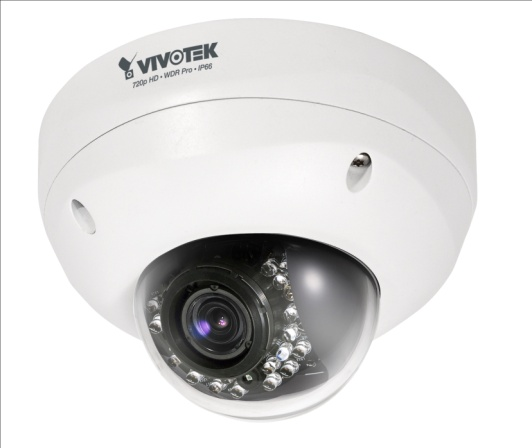 VIVOTEK
720p HD • WDR Pro • IP66